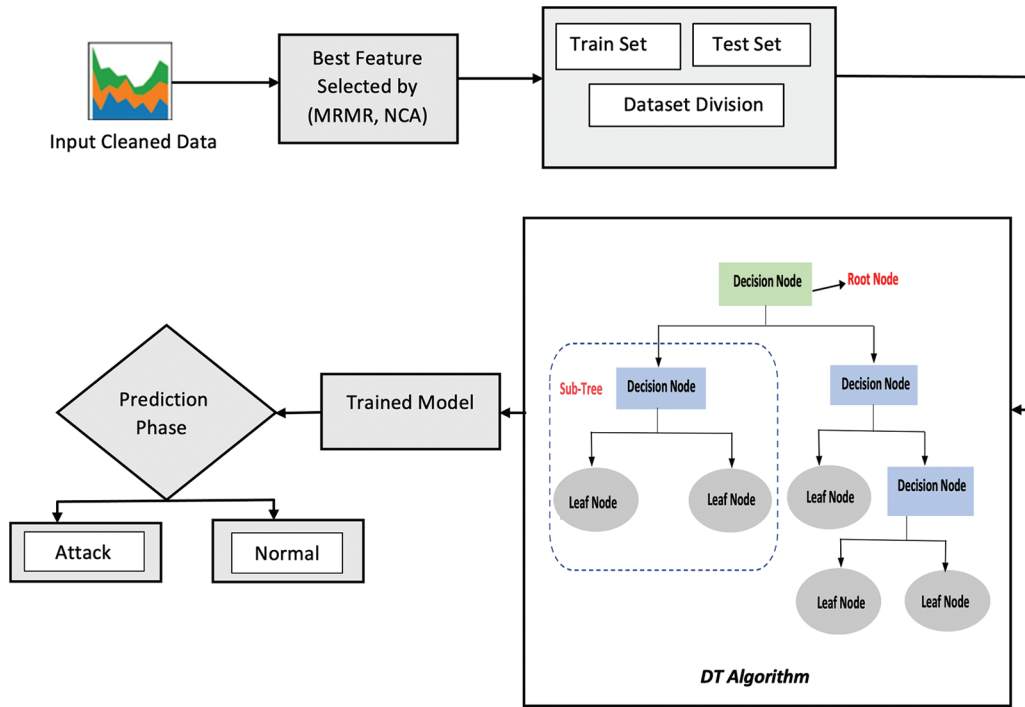 Input Cleaned Data
Best Feature
Selected by
(MRMR, NCA)
Train Set
Test Set
Dataset Division
Decision Node
Root Node
Sub-Tree
Decision Node
Decision Node
Leaf Node
Leaf Node
Leaf Node
Decision Node
Leaf Node
Leaf Node
DT Algorithm
Trained Model
Prediction
Phase
Attack
Normal